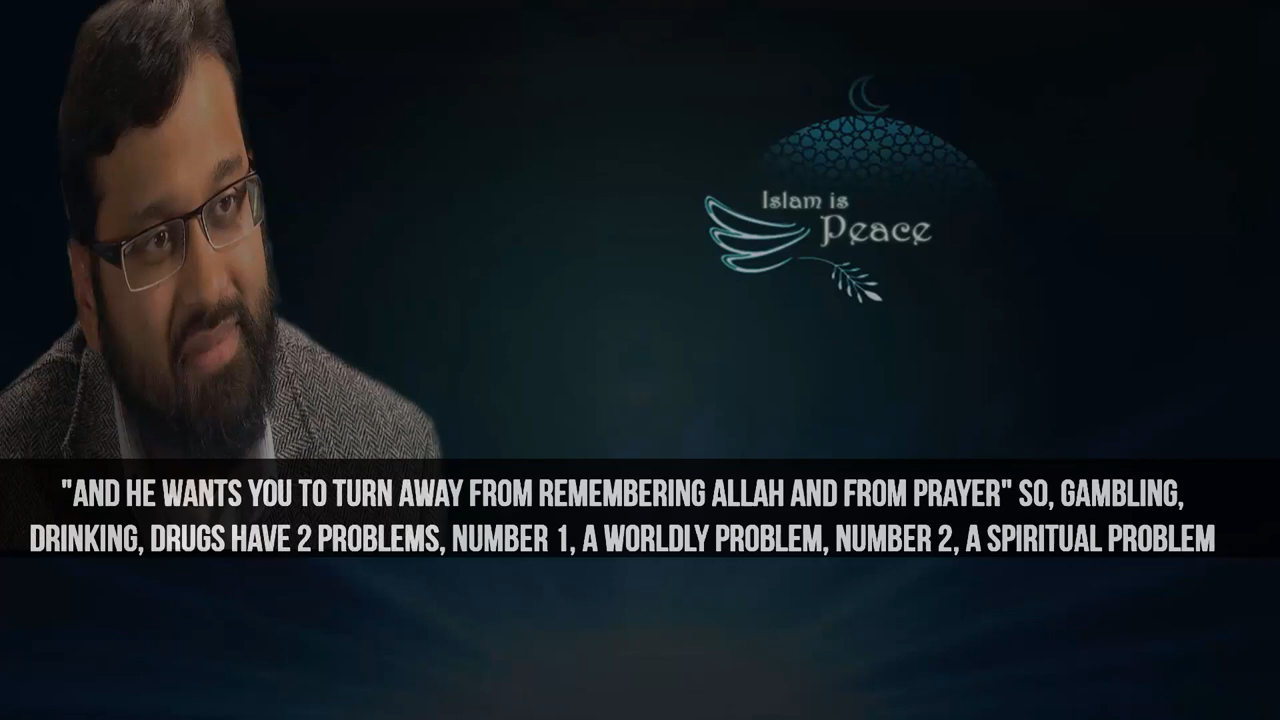 Islam is
Peace
"AND HE WANTS YOU TO TURN AWAY FROM REMEMBERING ALLAH AND FROM PRAYER" SO, GAMBLING,
DRINKING, DRUGS HAVE 2 PROBLEMS, NUMBER 1, A WORLDLY PROBLEM, NUMBER 2, A SPIRITUAL PROBLEM